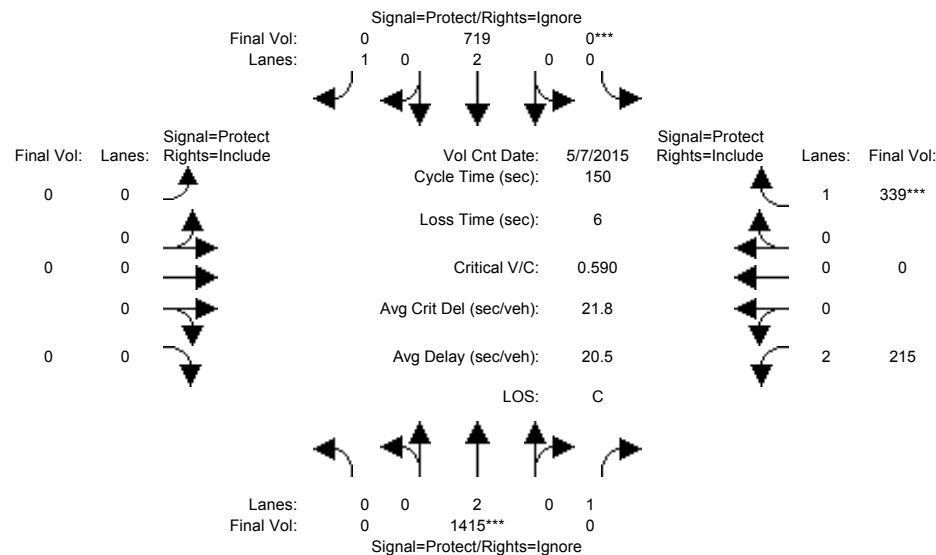 Signal=Protect/Rights=Ignore
Final Vol: 0 719 0***
Lanes: 1 0 2 0 0
Signal=Protect Signal=Protect
Final Vol: Lanes: Rights=Include Vol Cnt Date: 5/7/2015 Rights=Include Lanes: Final Vol:
Cycle Time (sec): 150
0 0 1 339***
Loss Time (sec): 6
0 0
0 0 Critical V/C: 0.590 0 0
0 Avg Crit Del (sec/veh): 21.8 0
0 0 Avg Delay (sec/veh): 20.5 2 215
LOS: C
Lanes: 0 0 2 0 1
Final Vol: 0 1415*** 0
Signal=Protect/Rights=Ignore